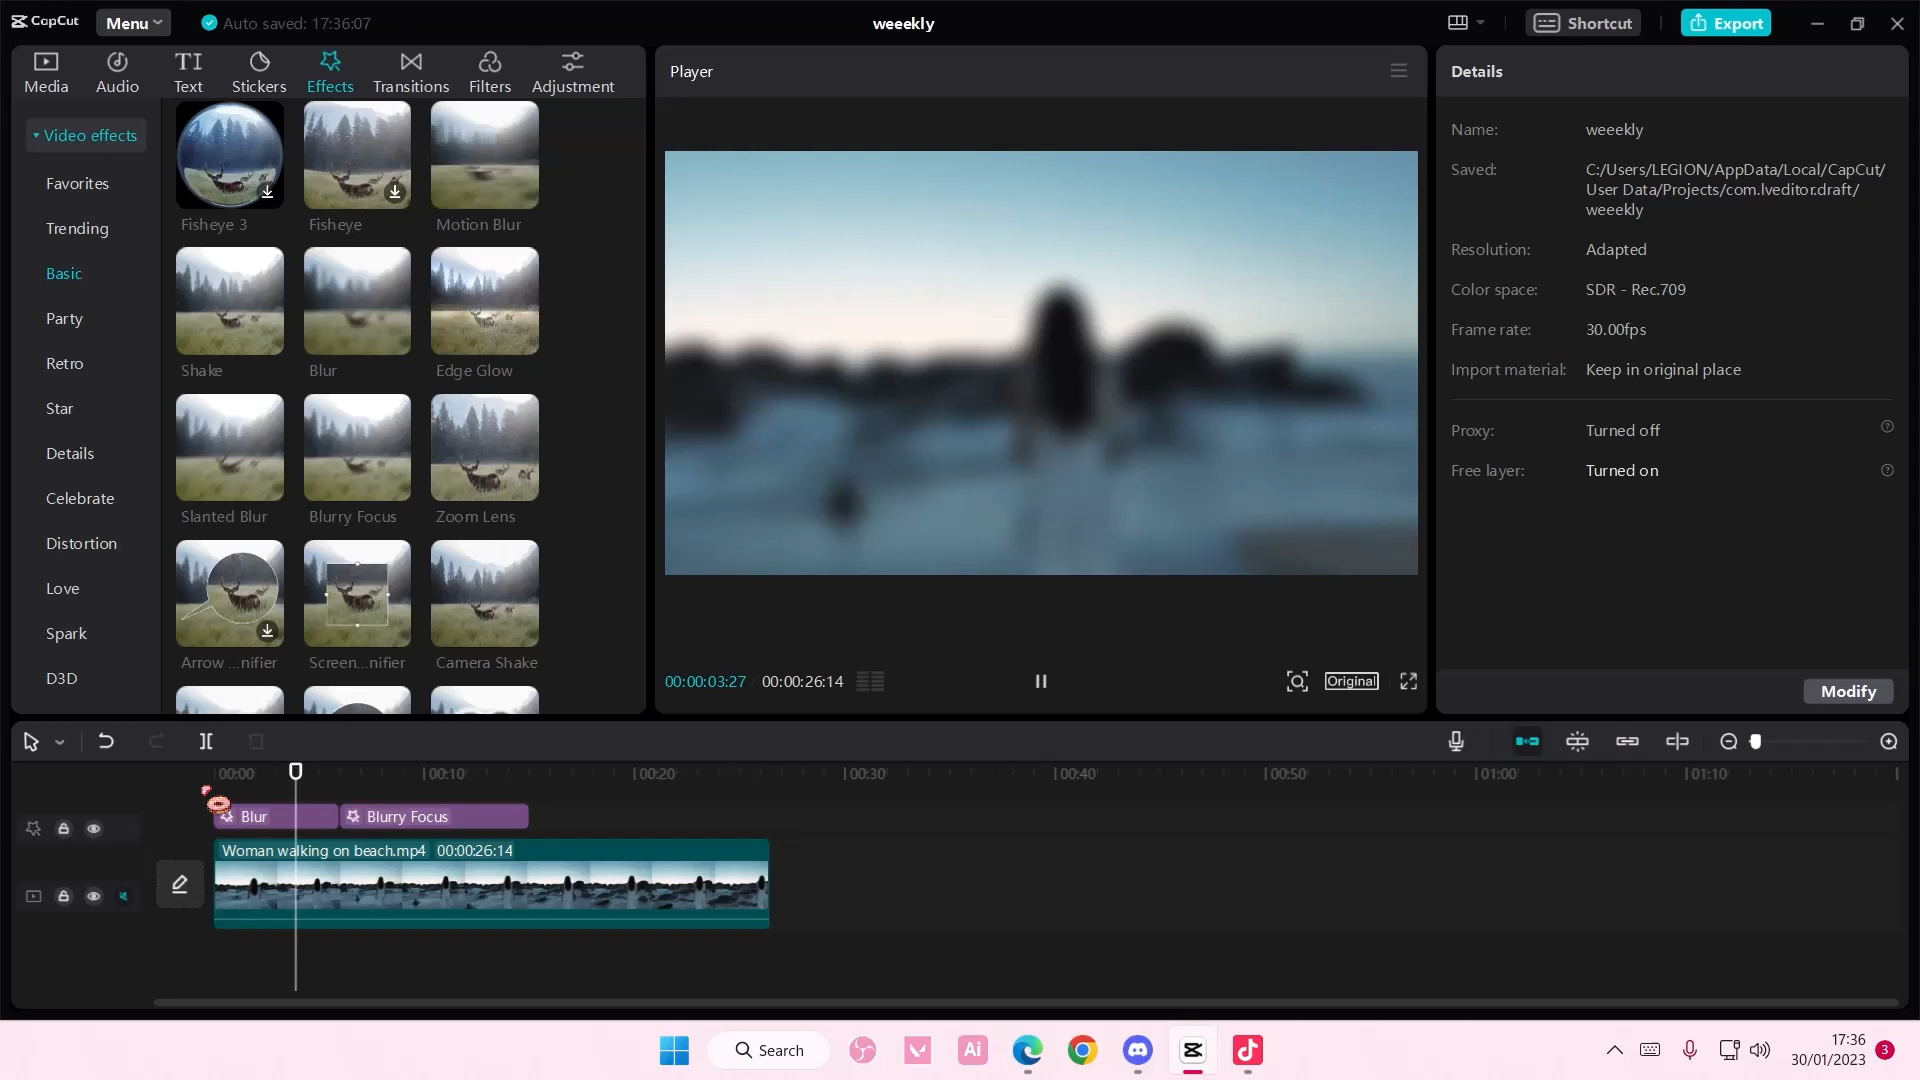 CapCut
Menu
Auto saved: 17:36:07
weeekly
Shortcut
Export
Media
Audio
TI
Text
Stickers
Effects
Transitions
Filters
Adjustment
Video effects
Favorites
Trending
Basic
Party
Retro
Star
Details
Celebrate
Distortion
Love
Spark
D3D
Fisheye 3
Fisheye
Motion Blur
Shake
Blur
Edge Glow
Slanted Blur
Blurry Focus
Zoom Lens
Arrow ...nifier
Screen...nifier
Camera Shake
Player
00:00:03:27
00:00:26:14
Original
Details
Name: weeekly
Saved: C:/Users/LEGION/AppData/Local/CapCut/
User Data/Projects/com.lveditor.draft/
weeekly
Resolution: Adapted
Color space: SDR - Rec.709
Frame rate: 30.00fps
Import material: Keep in original place
Proxy: Turned off
Free layer: Turned on
Modify
00:00
00:10
00:20
00:30
00:40
00:50
01:00
01:10
Blur
Blurry Focus
Woman walking on beach.mp4 00:00:26:14
Search
Ai
17:36
30/01/2023
3